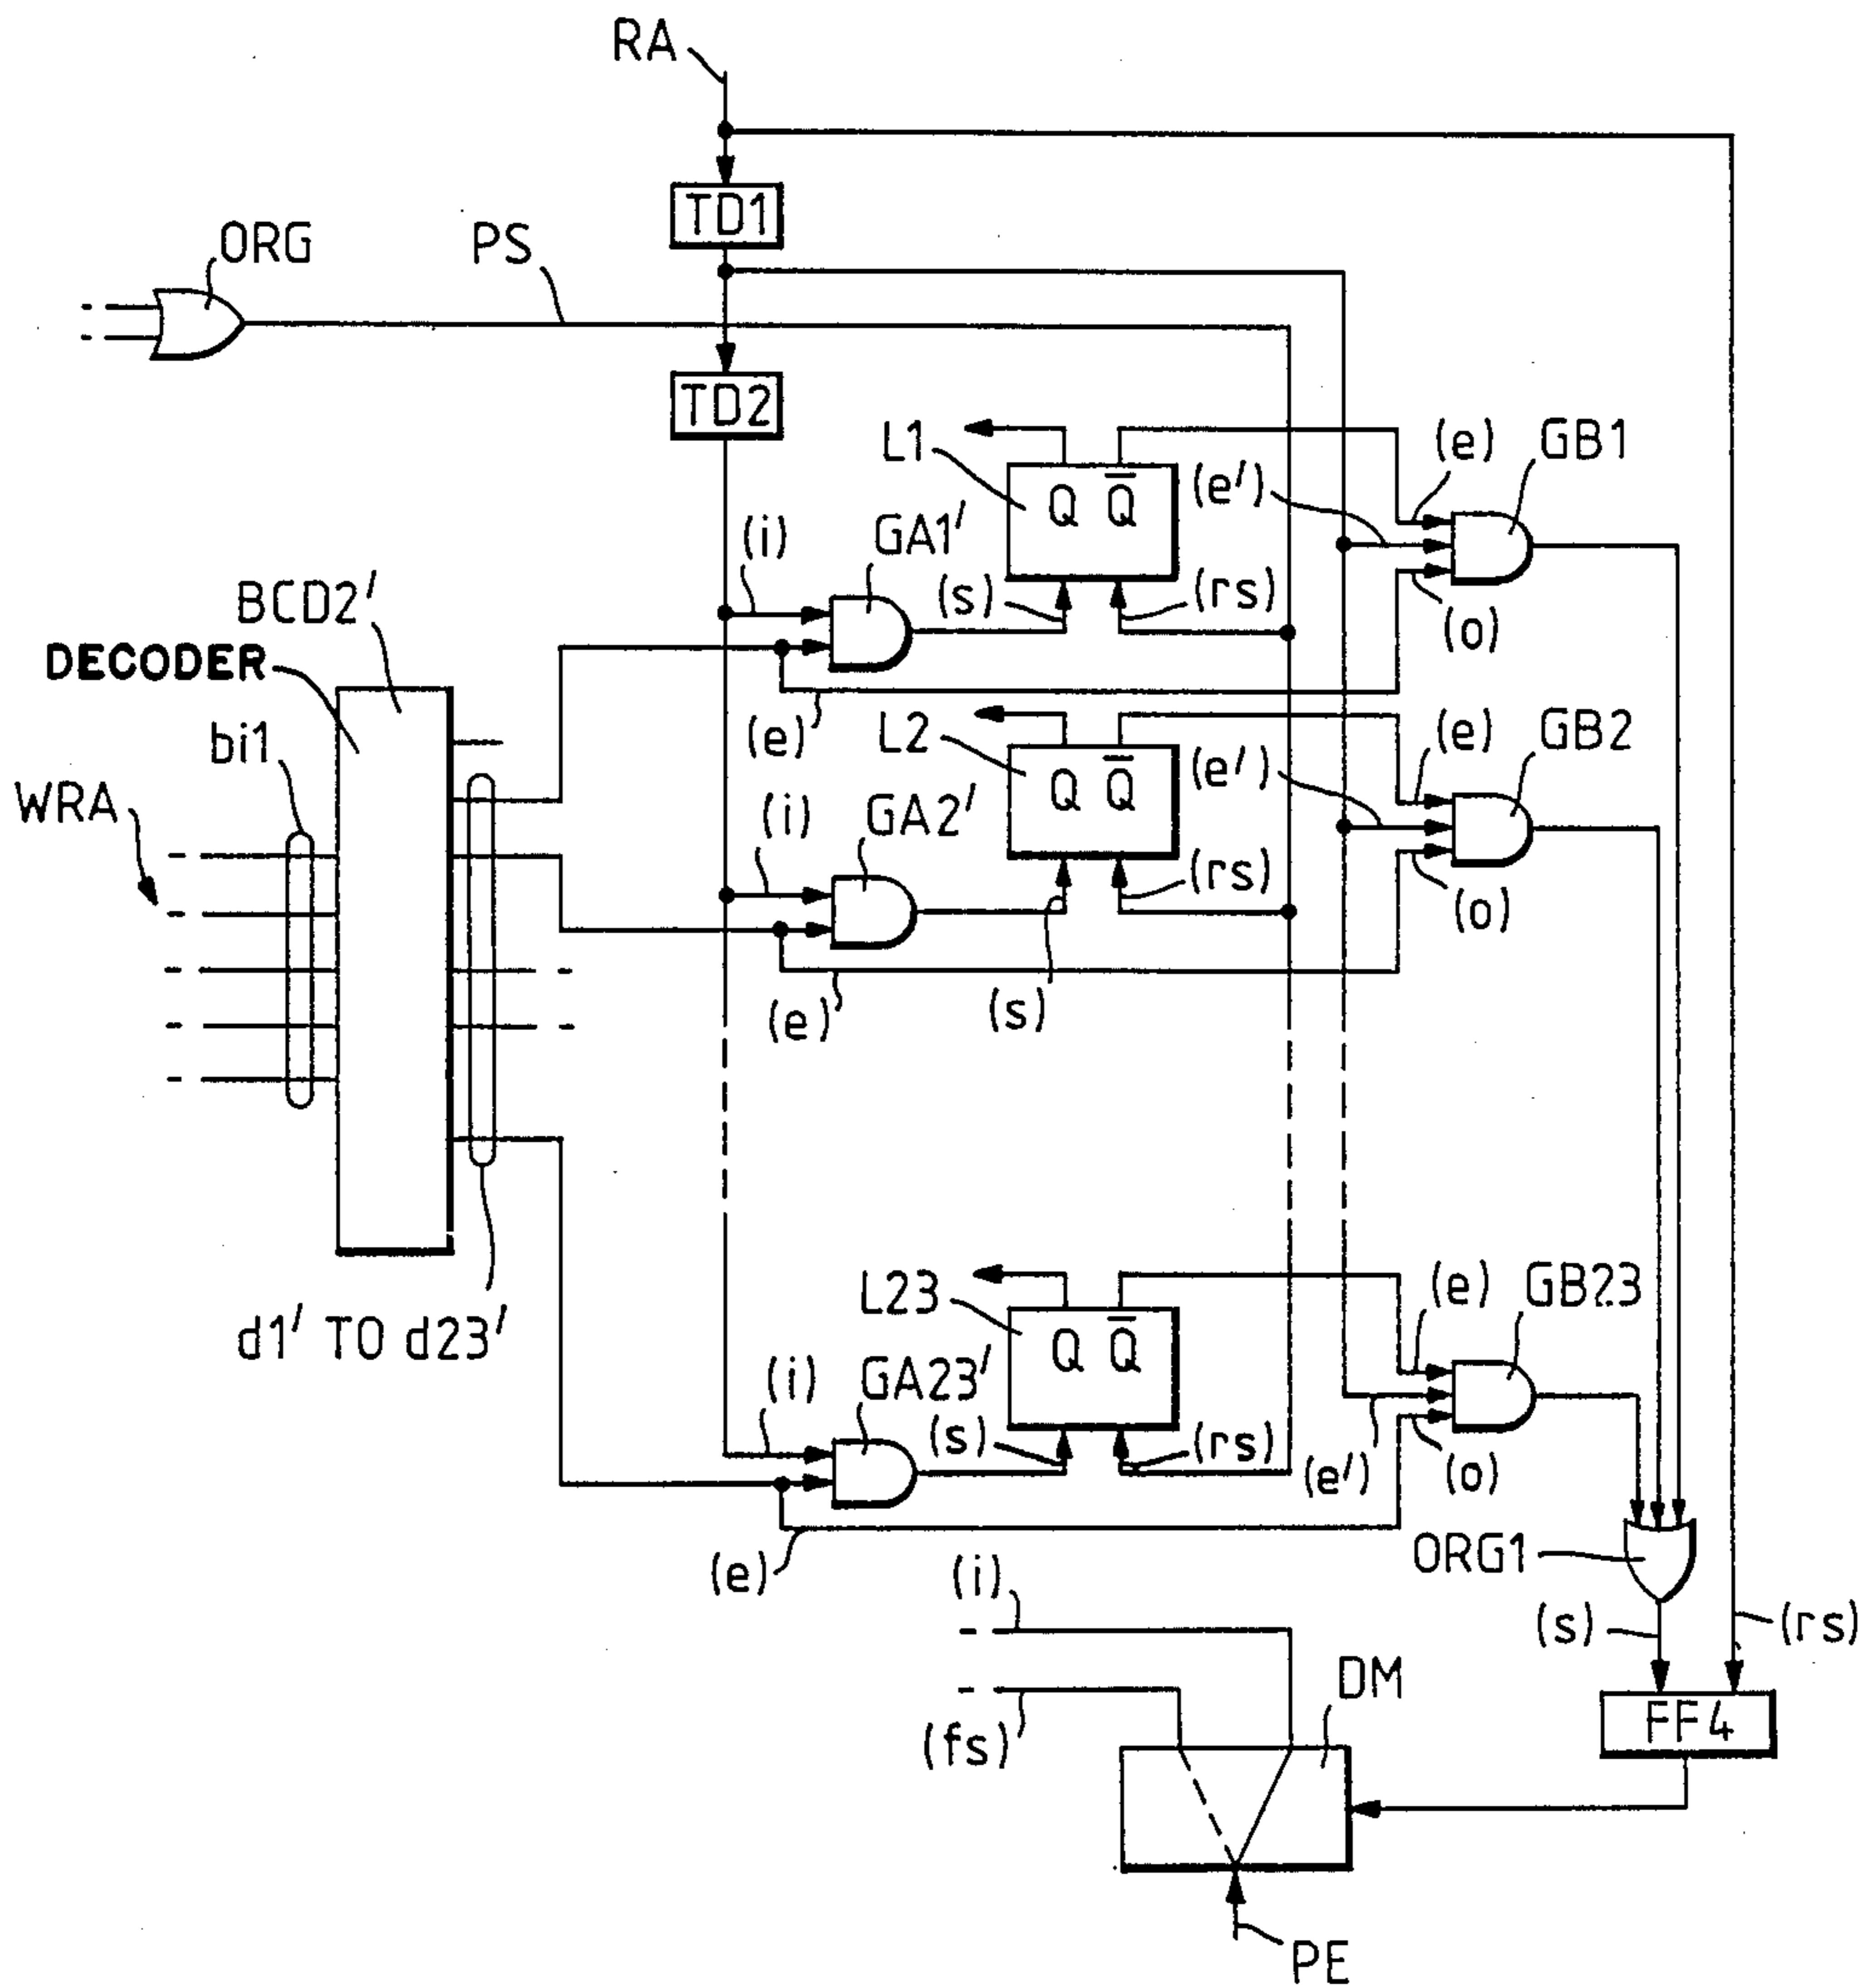 RA
TD1
ORG
PS
TD2
L1
Q Q̅
(e)
GB1
(e')
(i)
GA1'
(s)
(rs)
(o)
BCD2'
DECODER
bi1
WRA
(e)'
L2
Q Q̅
(e)
GB2
(e')
(i)
GA2'
(rs)
(o)
(e)'
(s)
d1' TO d23'
L23
Q Q̅
(e)
GB23
(i)
GA23'
(s)
(rs)
(e')
(o)
(e)
(i)
ORG1
(s)
(rs)
(fs)
DM
FF4
PE